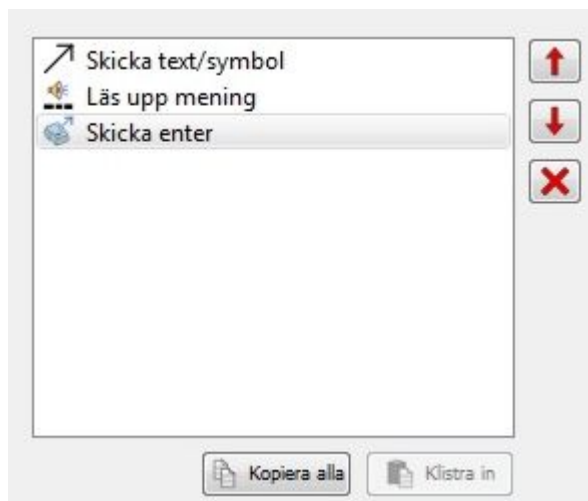 Skicka text/symbol
Läs upp mening
Skicka enter
Kopiera alla
Klistra in